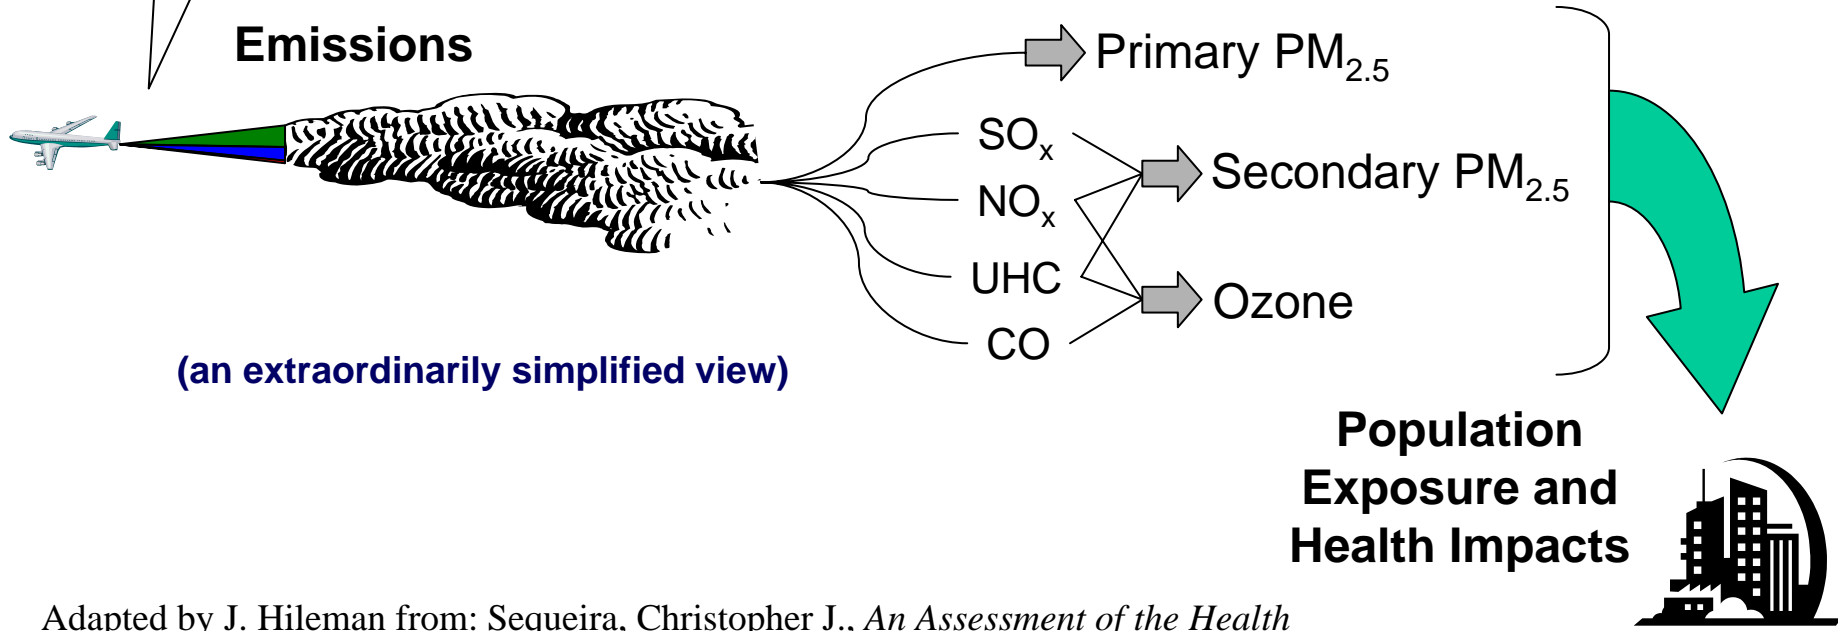 Emissions
Primary PM2.5
SOx
Secondary PM2.5
NOx
UHC
Ozone
CO
(an extraordinarily simplified view)
Population
Exposure and
Health Impacts
Adapted by J. Hileman from: Sequeira, Christopher J., An Assessment of the Health